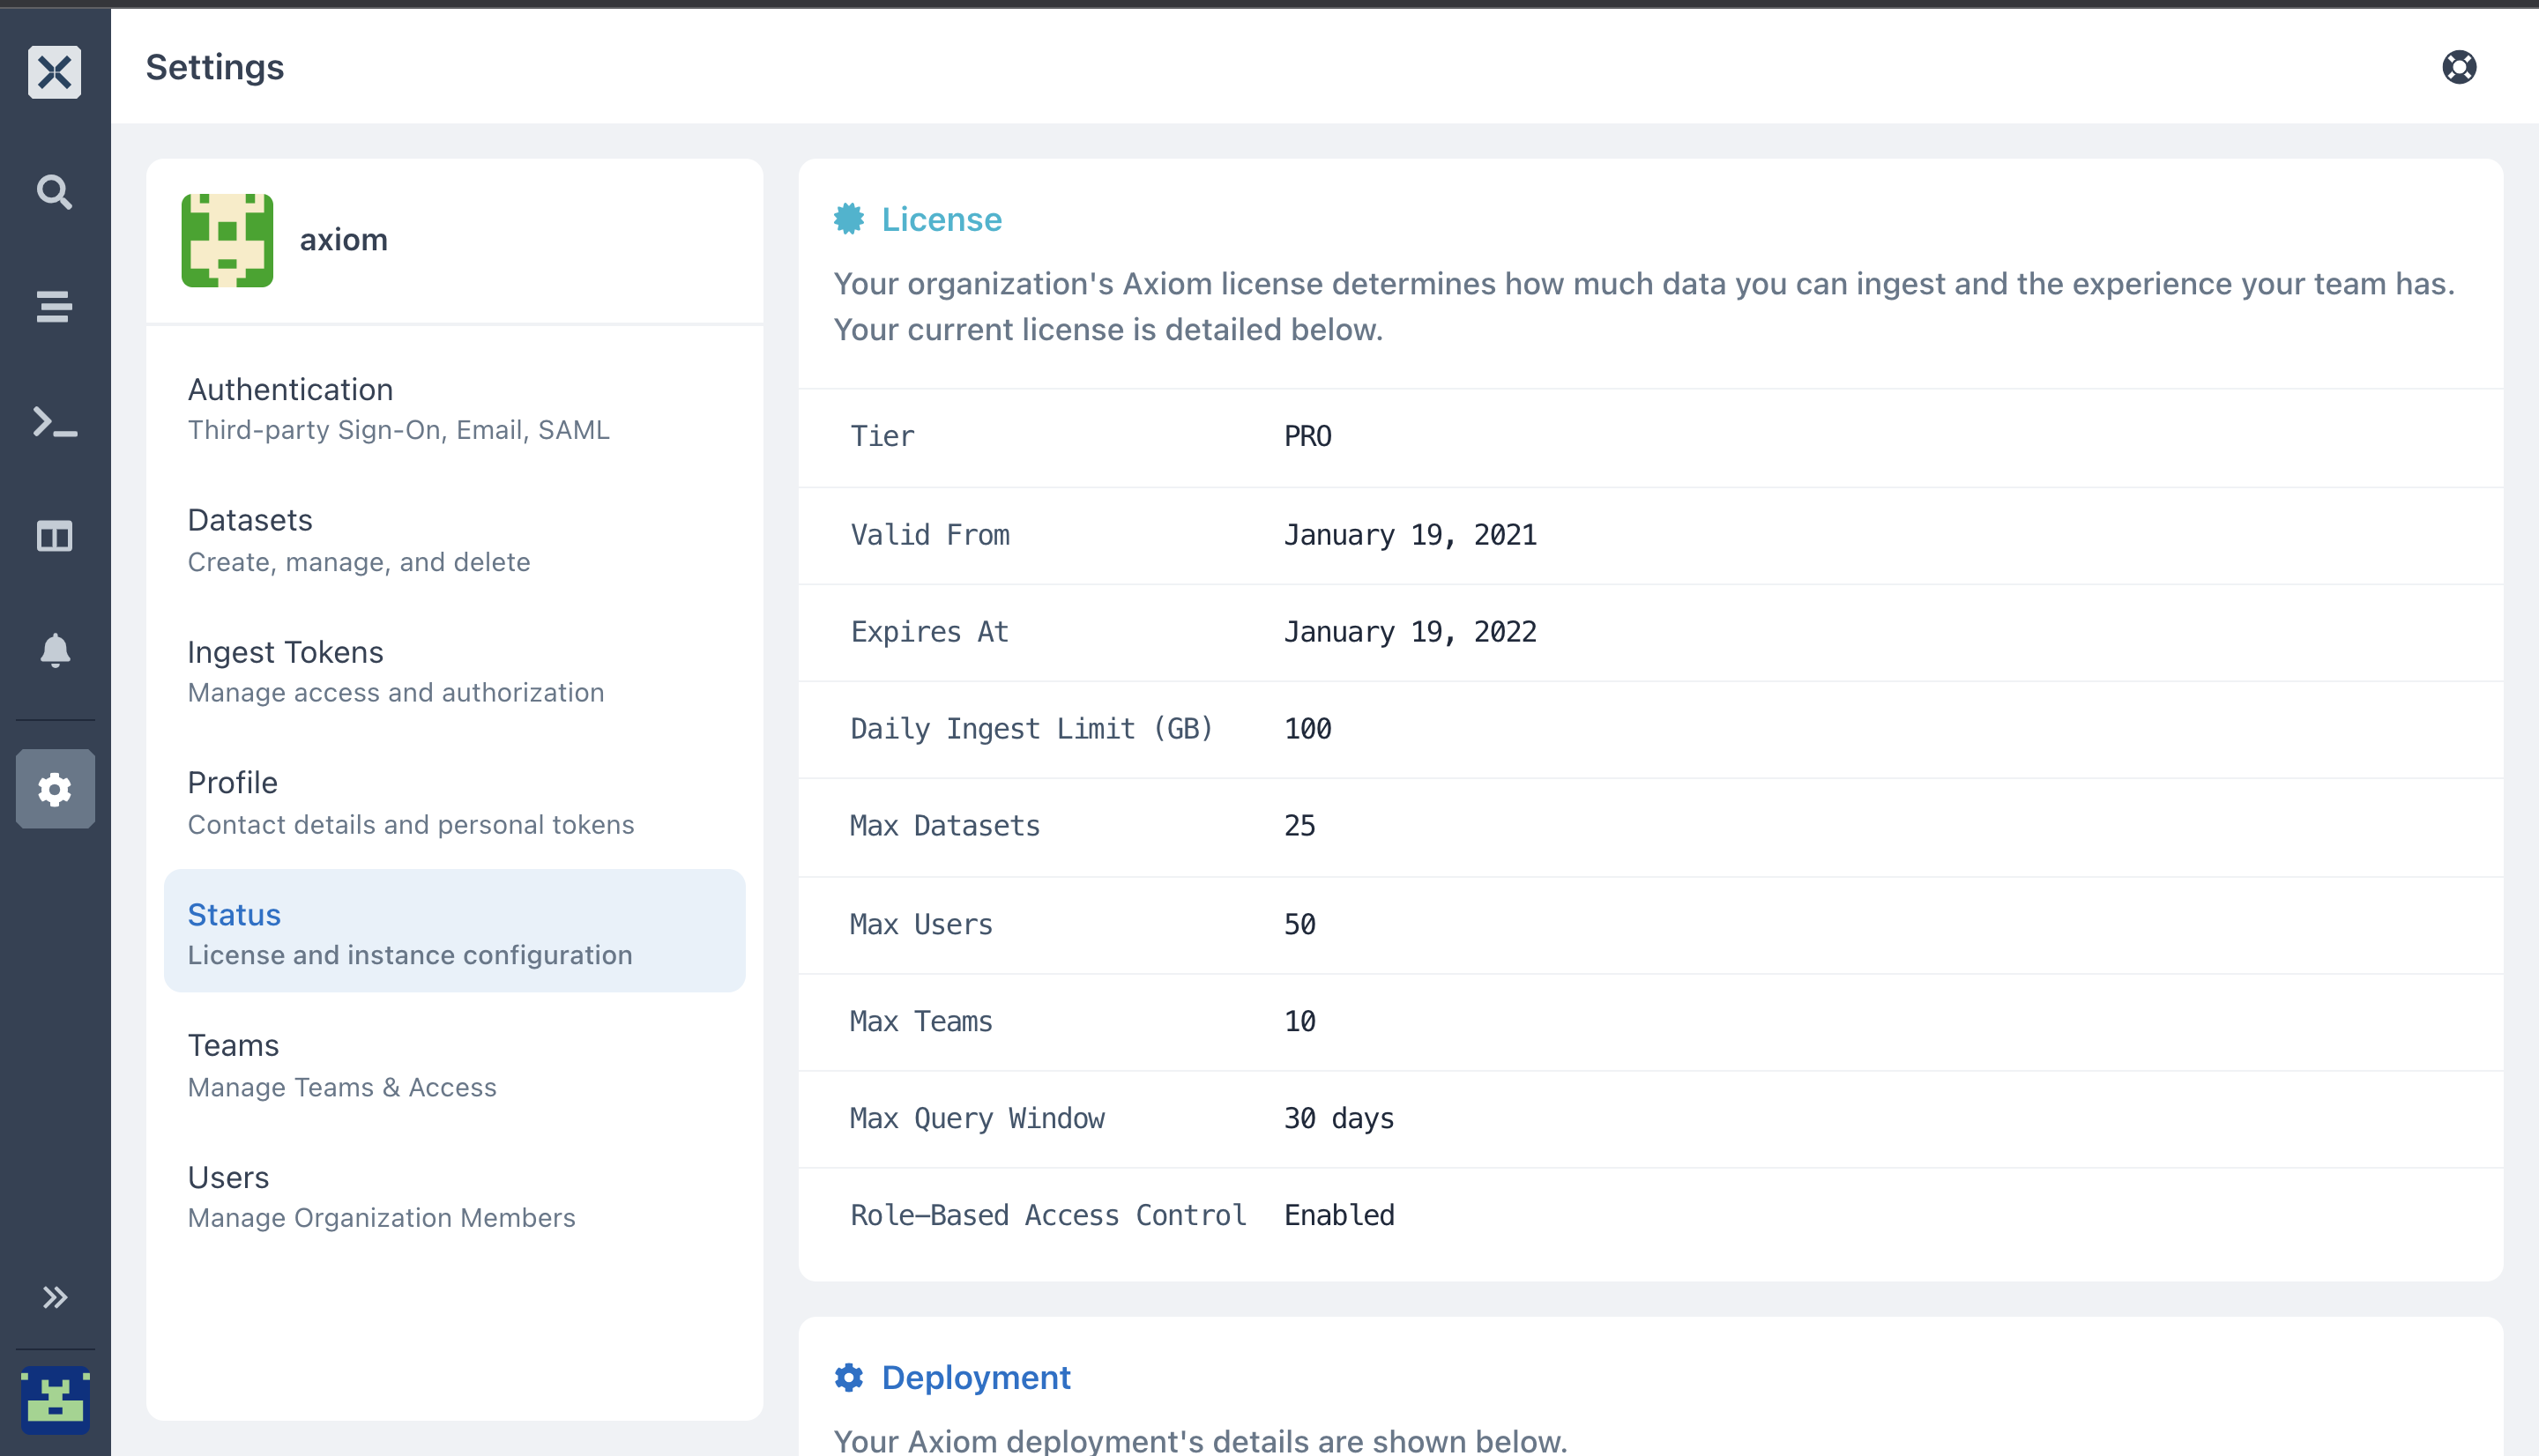 Settings
axiom
Authentication
Third-party Sign-On, Email, SAML
Datasets
Create, manage, and delete
Ingest Tokens
Manage access and authorization
Profile
Contact details and personal tokens
Status
License and instance configuration
Teams
Manage Teams & Access
Users
Manage Organization Members
License
Your organization's Axiom license determines how much data you can ingest and the experience your team has.
Your current license is detailed below.
Tier PRO
Valid From January 19, 2021
Expires At January 19, 2022
Daily Ingest Limit (GB) 100
Max Datasets 25
Max Users 50
Max Teams 10
Max Query Window 30 days
Role-Based Access Control Enabled
Deployment
Your Axiom deployment's details are shown below.